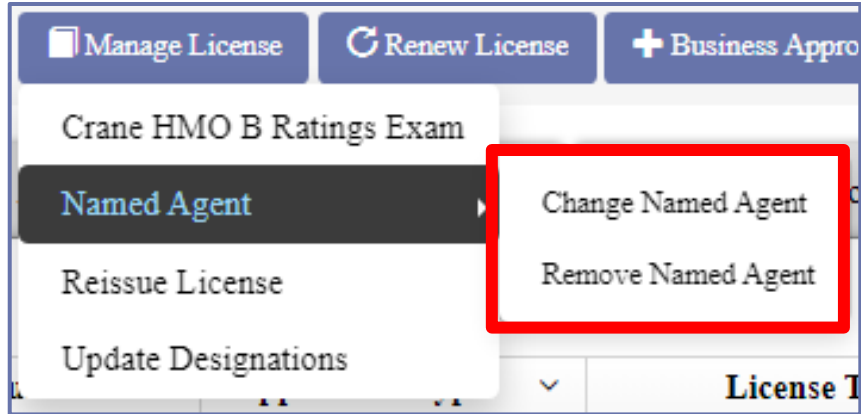 Manage License
Renew License
Business Appro
Crane HMO B Ratings Exam
Named Agent
Change Named Agent
Remove Named Agent
Reissue License
Update Designations
License T